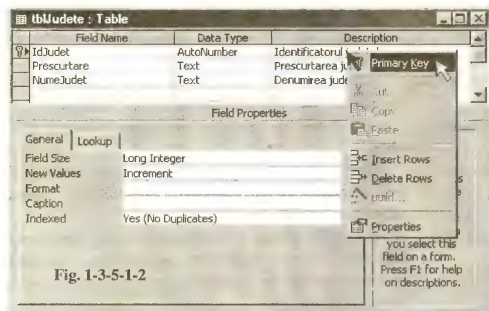 tblJudete : Table
Field Name Data Type Description
IdJudet AutoNumber Identificatorul
Prescurtare Text Prescurtarea ju
NumeJudet Text Denumirea jude
Primary Key
Cut
Copy
Paste
Insert Rows
Delete Rows
Build...
Properties
Field Properties
General Lookup
Field Size Long Integer
New Values Increment
Format
Caption
Indexed Yes (No Duplicates)
you select this
field on a form.
Press F1 for help
on descriptions.
Fig. 1-3-5-1-2